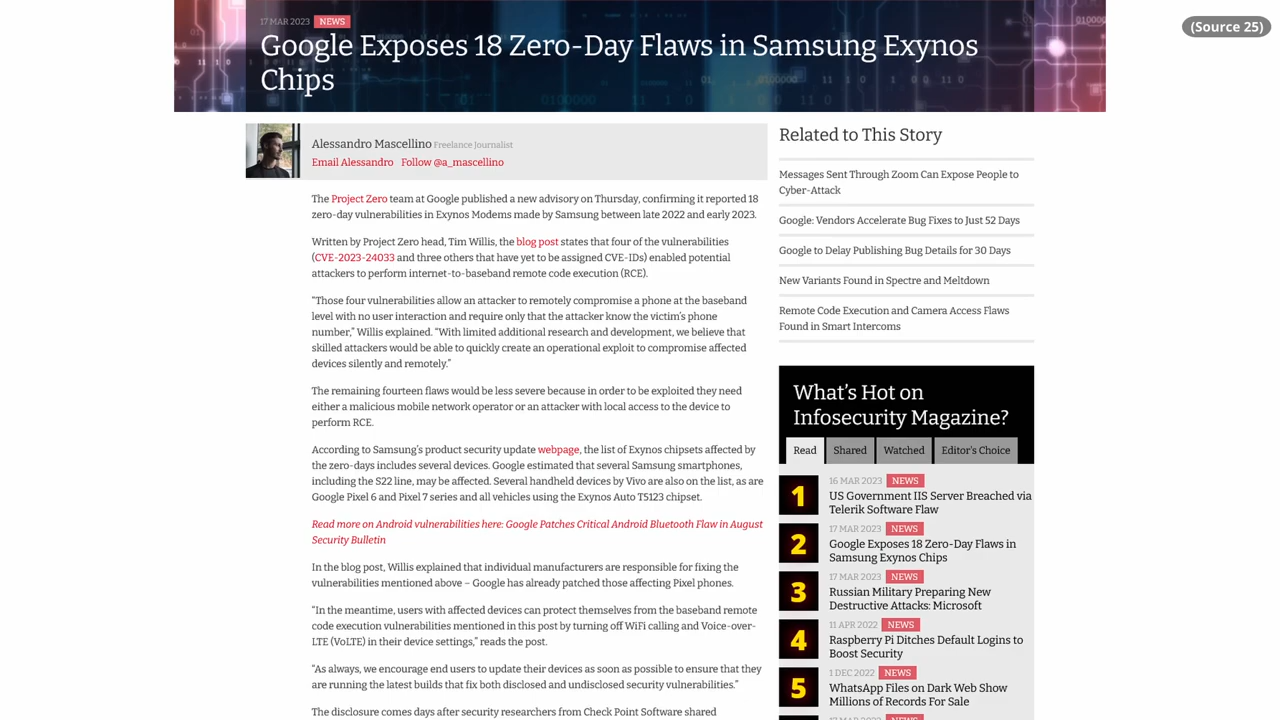 (Source 25)
17 MAR 2023 NEWS
Google Exposes 18 Zero-Day Flaws in Samsung Exynos
Chips
Alessandro Mascellino Freelance Journalist
Email Alessandro Follow @a_mascellino
The Project Zero team at Google published a new advisory on Thursday, confirming it reported 18
zero-day vulnerabilities in Exynos Modems made by Samsung between late 2022 and early 2023.
Written by Project Zero head, Tim Willis, the blog post states that four of the vulnerabilities
(CVE-2023-24033 and three others that have yet to be assigned CVE-IDs) enabled potential
attackers to perform internet-to-baseband remote code execution (RCE).
"Those four vulnerabilities allow an attacker to remotely compromise a phone at the baseband
level with no user interaction and require only that the attacker know the victim's phone
number," Willis explained. "With limited additional research and development, we believe that
skilled attackers would be able to quickly create an operational exploit to compromise affected
devices silently and remotely."
The remaining fourteen flaws would be less severe because in order to be exploited they need
either a malicious mobile network operator or an attacker with local access to the device to
perform RCE.
According to Samsung's product security update webpage, the list of Exynos chipsets affected by
the zero-days includes several devices. Google estimated that several Samsung smartphones,
including the S22 line, may be affected. Several handheld devices by Vivo are also on the list, as are
Google Pixel 6 and Pixel 7 series and all vehicles using the Exynos Auto T5123 chipset.
Read more on Android vulnerabilities here: Google Patches Critical Android Bluetooth Flaw in August
Security Bulletin
In the blog post, Willis explained that individual manufacturers are responsible for fixing the
vulnerabilities mentioned above – Google has already patched those affecting Pixel phones.
"In the meantime, users with affected devices can protect themselves from the baseband remote
code execution vulnerabilities mentioned in this post by turning off WiFi calling and Voice-over-
LTE (VoLTE) in their device settings," reads the post.
"As always, we encourage end users to update their devices as soon as possible to ensure that they
are running the latest builds that fix both disclosed and undisclosed security vulnerabilities."
The disclosure comes days after security researchers from Check Point Software shared
Related to This Story
Messages Sent Through Zoom Can Expose People to
Cyber-Attack
Google: Vendors Accelerate Bug Fixes to Just 52 Days
Google to Delay Publishing Bug Details for 30 Days
New Variants Found in Spectre and Meltdown
Remote Code Execution and Camera Access Flaws
Found in Smart Intercoms
What's Hot on
Infosecurity Magazine?
Read Shared Watched Editor's Choice
1
16 MAR 2023 NEWS
US Government IIS Server Breached via
Telerik Software Flaw
2
17 MAR 2023 NEWS
Google Exposes 18 Zero-Day Flaws in
Samsung Exynos Chips
3
17 MAR 2023 NEWS
Russian Military Preparing New
Destructive Attacks: Microsoft
4
11 APR 2022 NEWS
Raspberry Pi Ditches Default Logins to
Boost Security
5
1 DEC 2022 NEWS
WhatsApp Files on Dark Web Show
Millions of Records For Sale